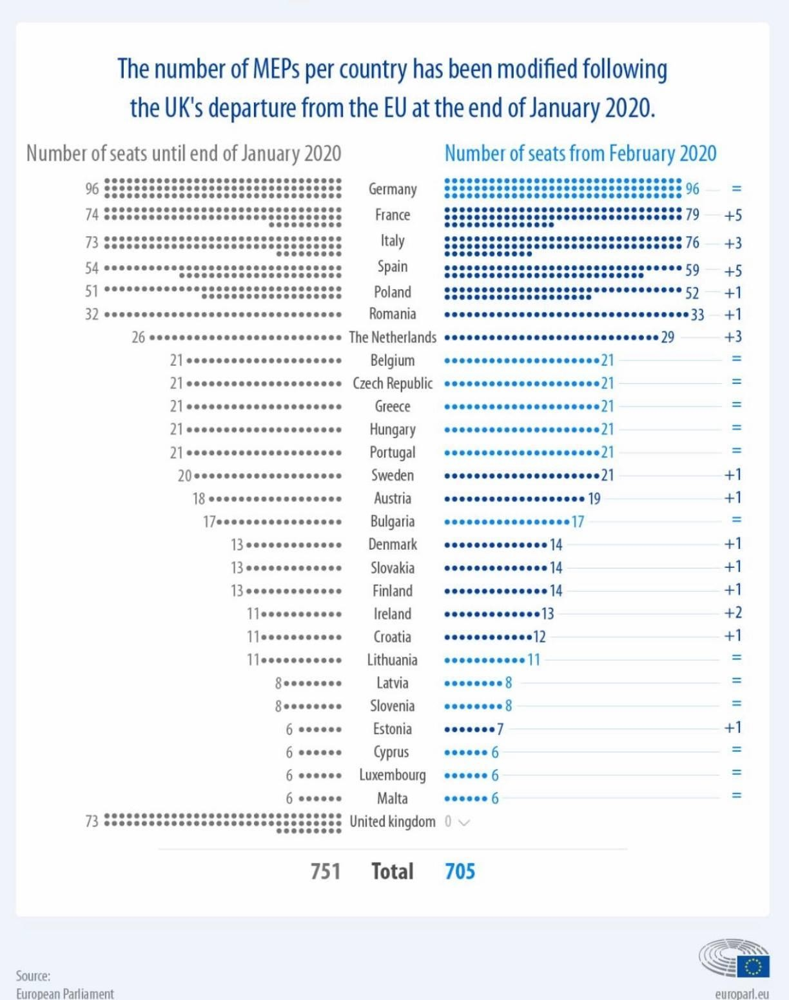 The number of MEPs per country has been modified following
the UK's departure from the EU at the end of January 2020.
Number of seats until end of January 2020 Number of seats from February 2020
96 Germany 96 =
74 France 79 +5
73 Italy 76 +3
54 Spain 59 +5
51 Poland 52 +1
32 Romania 33 +1
26 The Netherlands 29 +3
21 Belgium 21 =
21 Czech Republic 21 =
21 Greece 21 =
21 Hungary 21 =
21 Portugal 21 =
20 Sweden 21 +1
18 Austria 19 +1
17 Bulgaria 17 =
13 Denmark 14 +1
13 Slovakia 14 +1
13 Finland 14 +1
11 Ireland 13 +2
11 Croatia 12 +1
11 Lithuania 11 =
8 Latvia 8 =
8 Slovenia 8 =
6 Estonia 7 +1
6 Cyprus 6 =
6 Luxembourg 6 =
6 Malta 6 =
73 United kingdom 0
751 Total 705
Source:
European Parliament europarl.eu